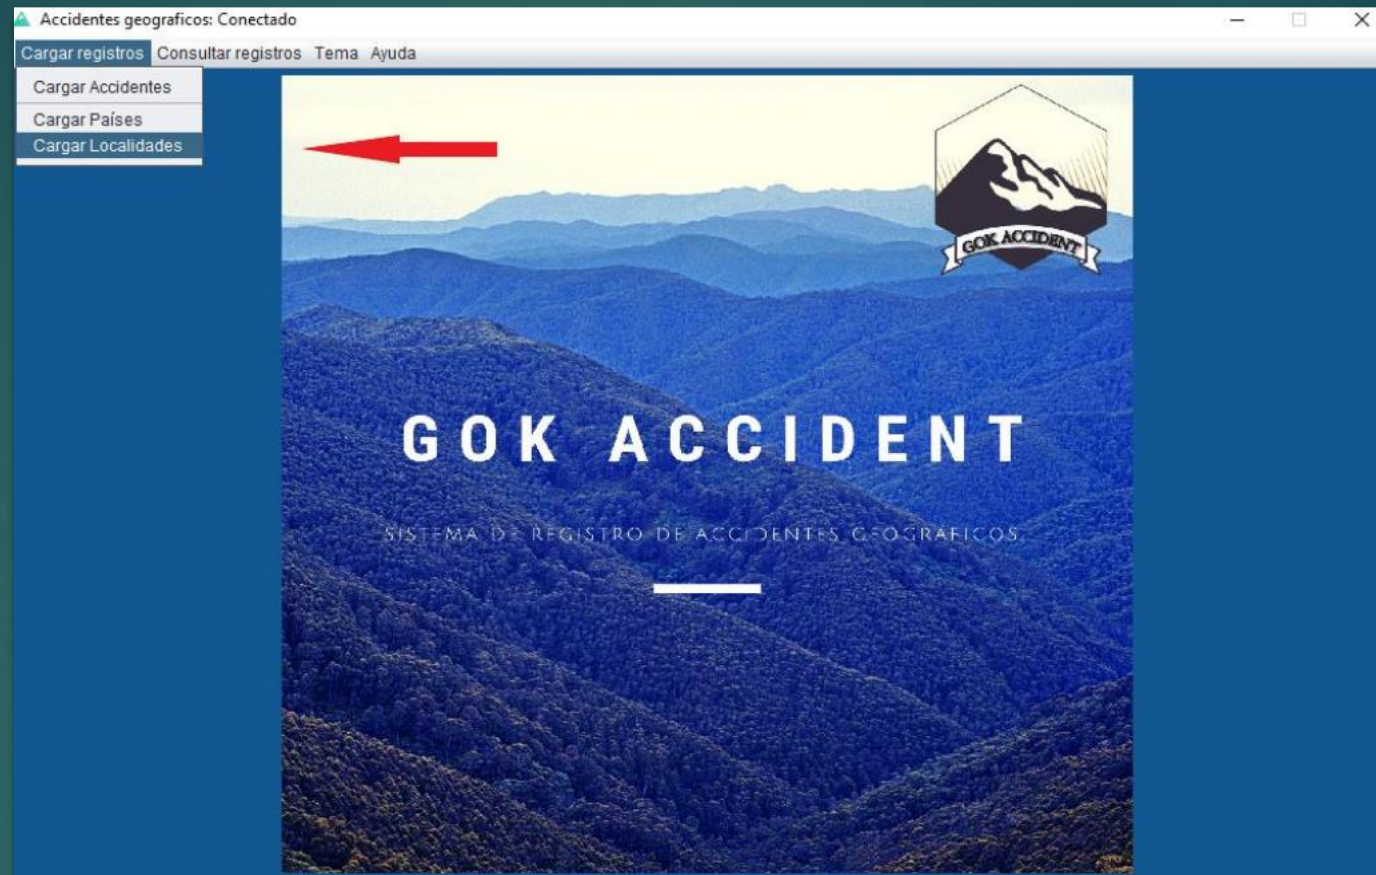 Accidentes geograficos: Conectado
Cargar registros Consultar registros Tema Ayuda
Cargar Accidentes
Cargar Países
Cargar Localidades
GOK ACCIDENT
GOK ACCIDENT
SISTEMA DE REGISTRO DE ACCIDENTES GEOGRÁFICOS.